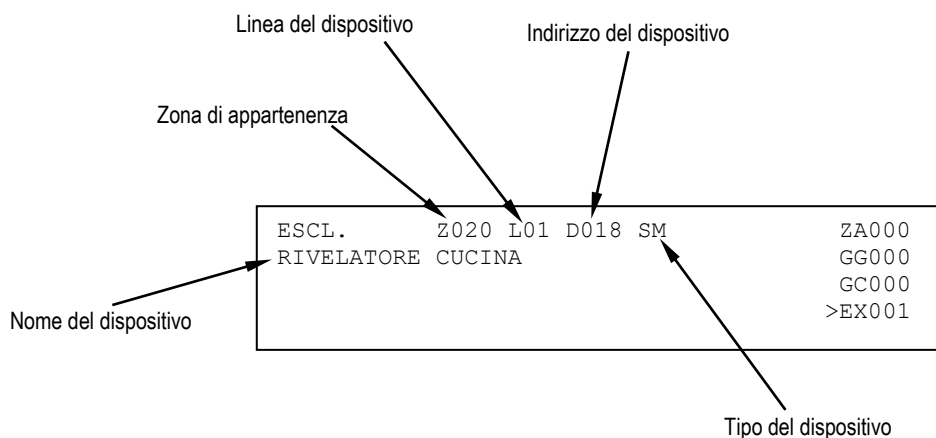 Linea del dispositivo
Indirizzo del dispositivo
Zona di appartenenza
ESCL. Z020 L01 D018 SM ZA000
RIVELATORE CUCINA GG000
GC000
>EX001
Nome del dispositivo
Tipo del dispositivo